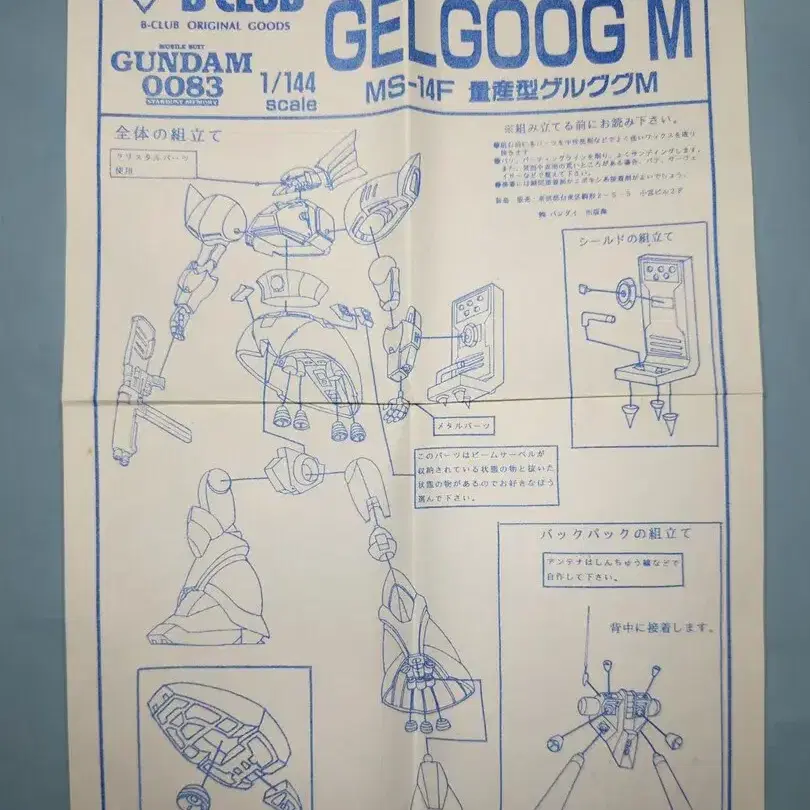 B-CLUB
B-CLUB ORIGINAL GOODS
MOBILE SUIT
GUNDAM
0083
STARDUST MEMORY
1/144
scale
GELGOOG M
MS-14F 量産型ゲルググM
全体の組立て
クリスタルパーツ
使用
※組み立てる前にお読み下さい。
シールドの組立て
メタルパーツ
このパーツはビームサーベルが
収納されている状態の物と抜いた
状態の物があるのでお好きなほう
選んで下さい。
バックパックの組立て
アンテナはしんちゅう線などで
自作して下さい。
背中に接着します。